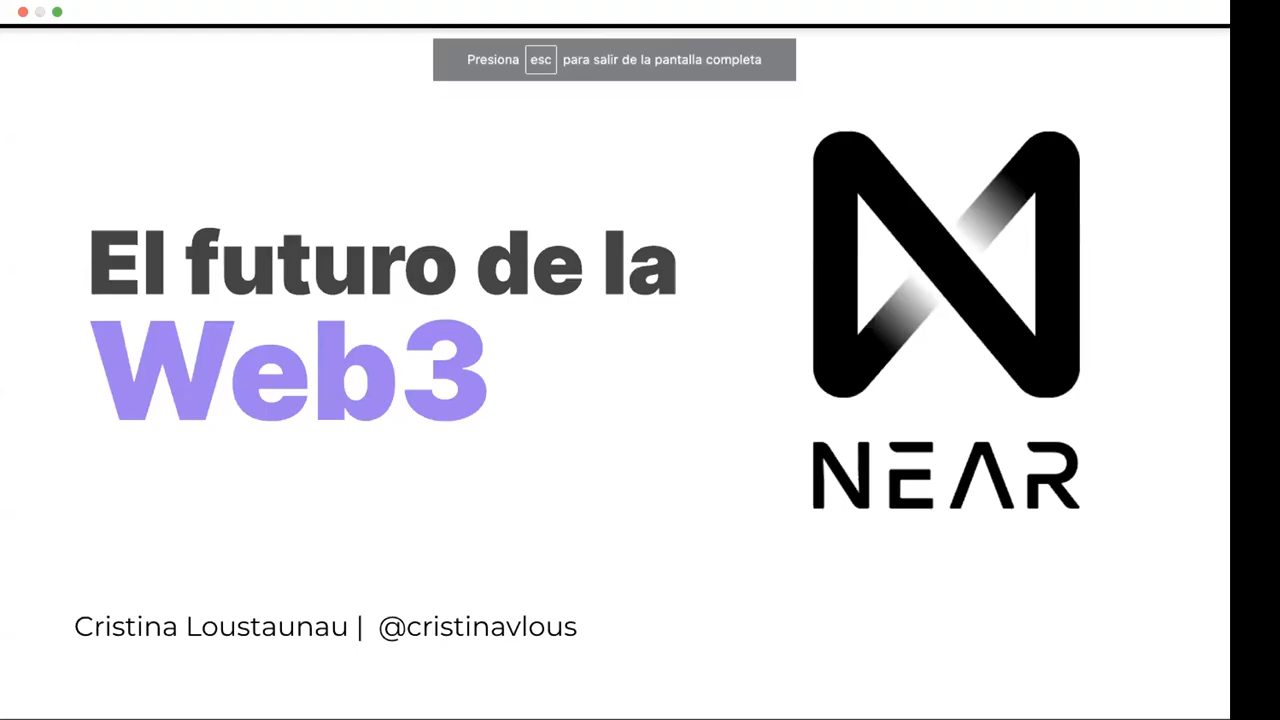 Presiona esc para salir de la pantalla completa
El futuro de la
Web3
NEAR
Cristina Loustaunau | @cristinavlous